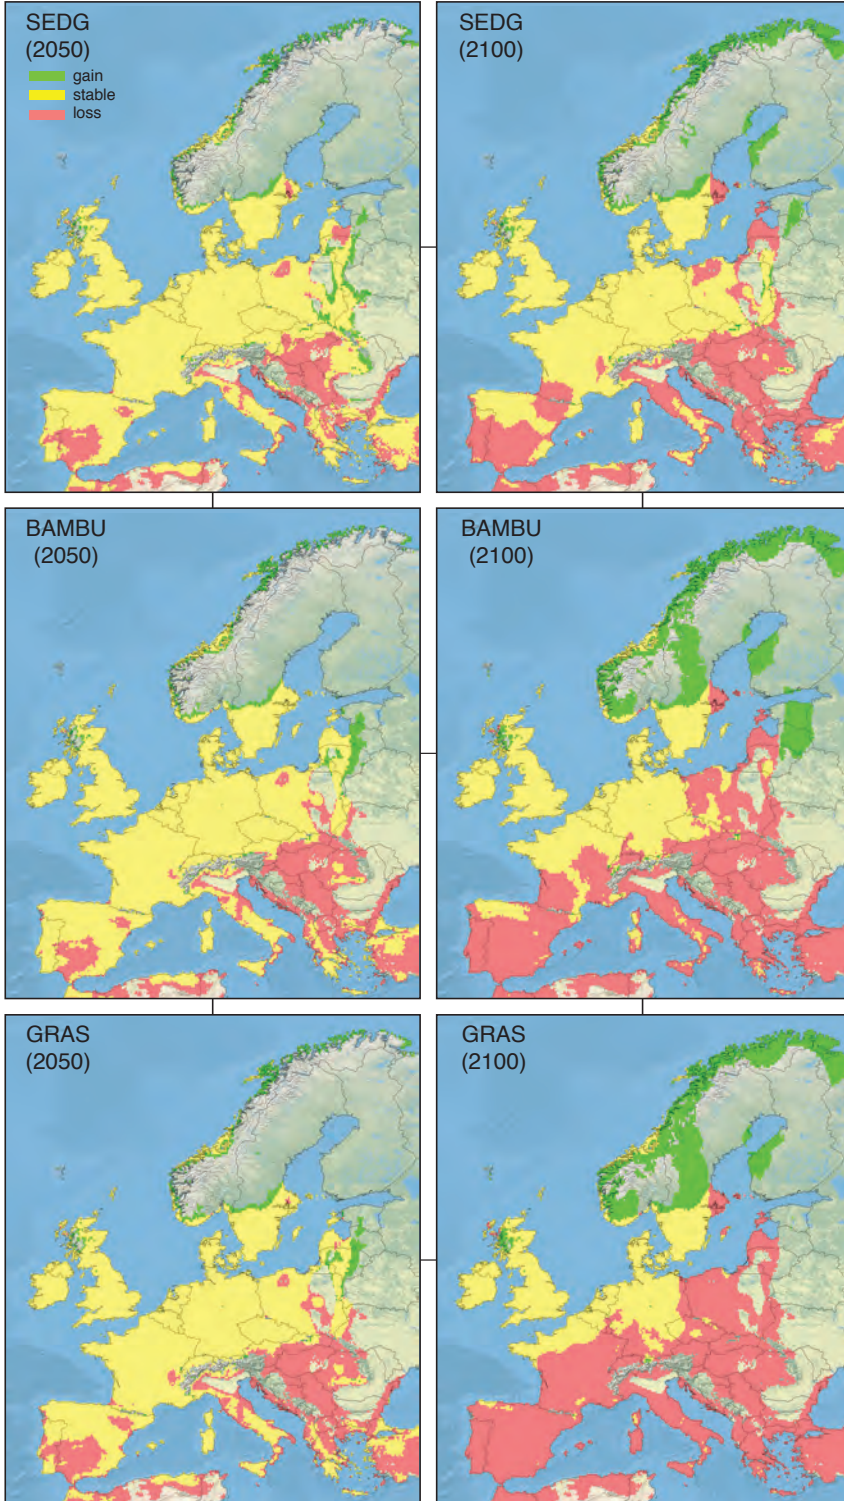 SEDG
(2050)
gain
stable
loss
SEDG
(2100)
BAMBU
(2050)
BAMBU
(2100)
GRAS
(2050)
GRAS
(2100)